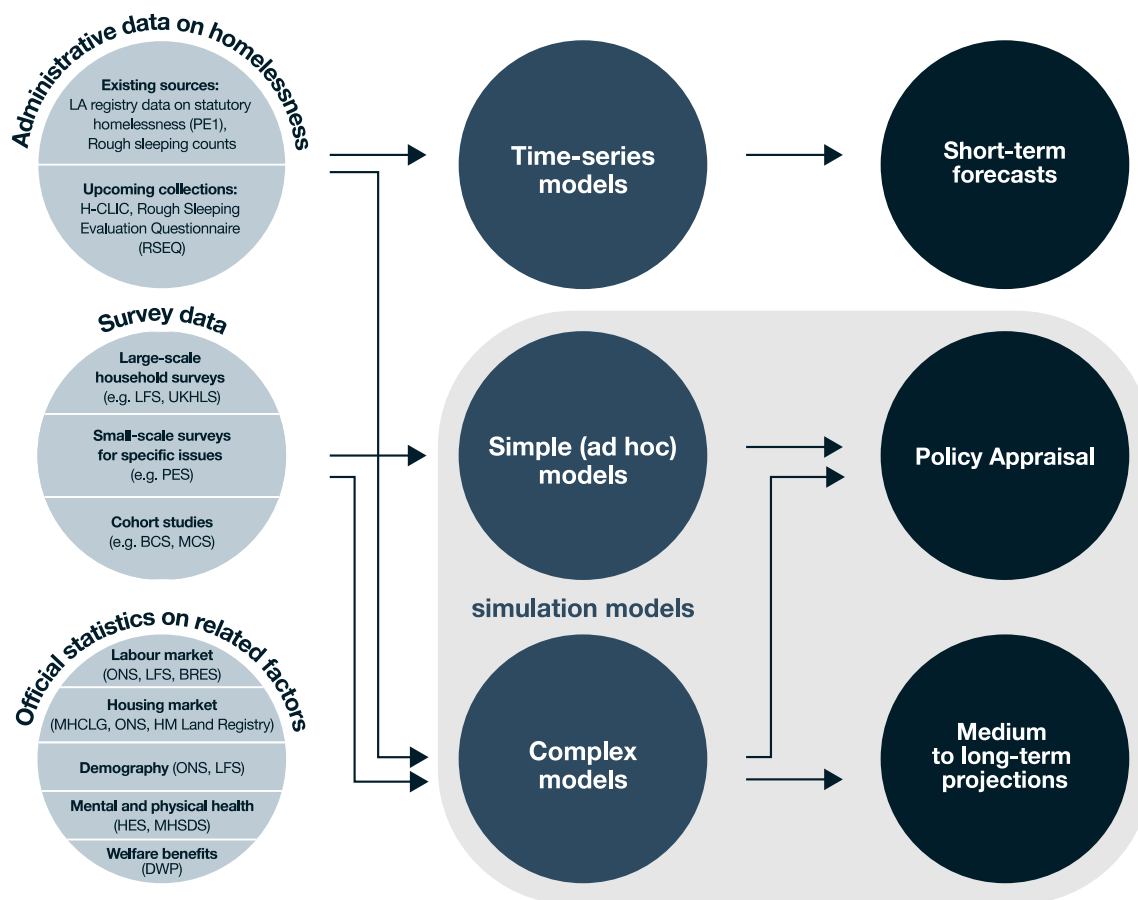 Administrative data on homelessness
Existing sources:
LA registry data on statutory
homelessness (PE1),
Rough sleeping counts
Upcoming collections:
H-CLIC, Rough Sleeping
Evaluation Questionnaire
(RSEQ)
Time-series
models
Short-term
forecasts
Survey data
Large-scale
household surveys
(e.g. LFS, UKHLS)
Small-scale surveys
for specific issues
(e.g. PES)
Cohort studies
(e.g. BCS, MCS)
Simple (ad hoc)
models
Policy Appraisal
simulation models
Official statistics on related factors
Labour market
(ONS, LFS, BRES)
Housing market
(MHCLG, ONS, HM Land Registry)
Demography (ONS, LFS)
Mental and physical health
(HES, MHSDS)
Welfare benefits
(DWP)
Complex
models
Medium
to long-term
projections